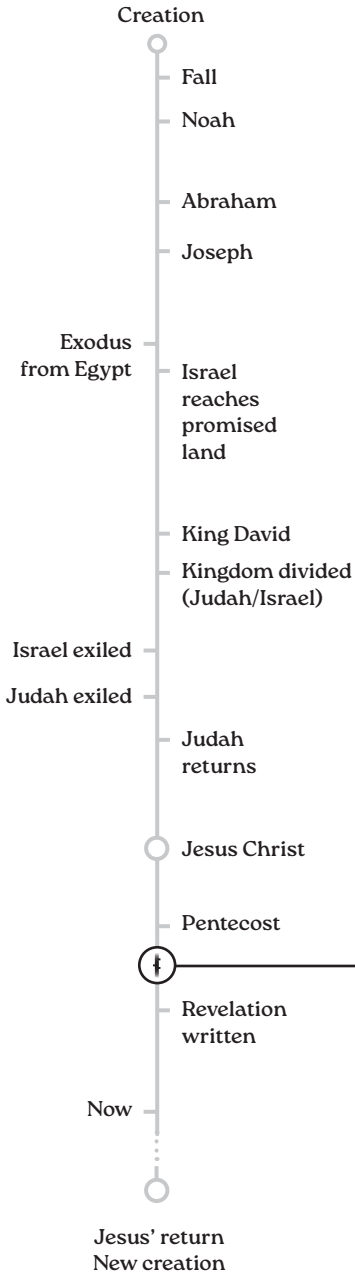 Creation
Fall
Noah
Abraham
Joseph
Exodus
from Egypt
Israel
reaches
promised
land
King David
Kingdom divided
(Judah/Israel)
Israel exiled
Judah exiled
Judah
returns
Jesus Christ
Pentecost
Revelation
written
Now
Jesus’ return
New creation